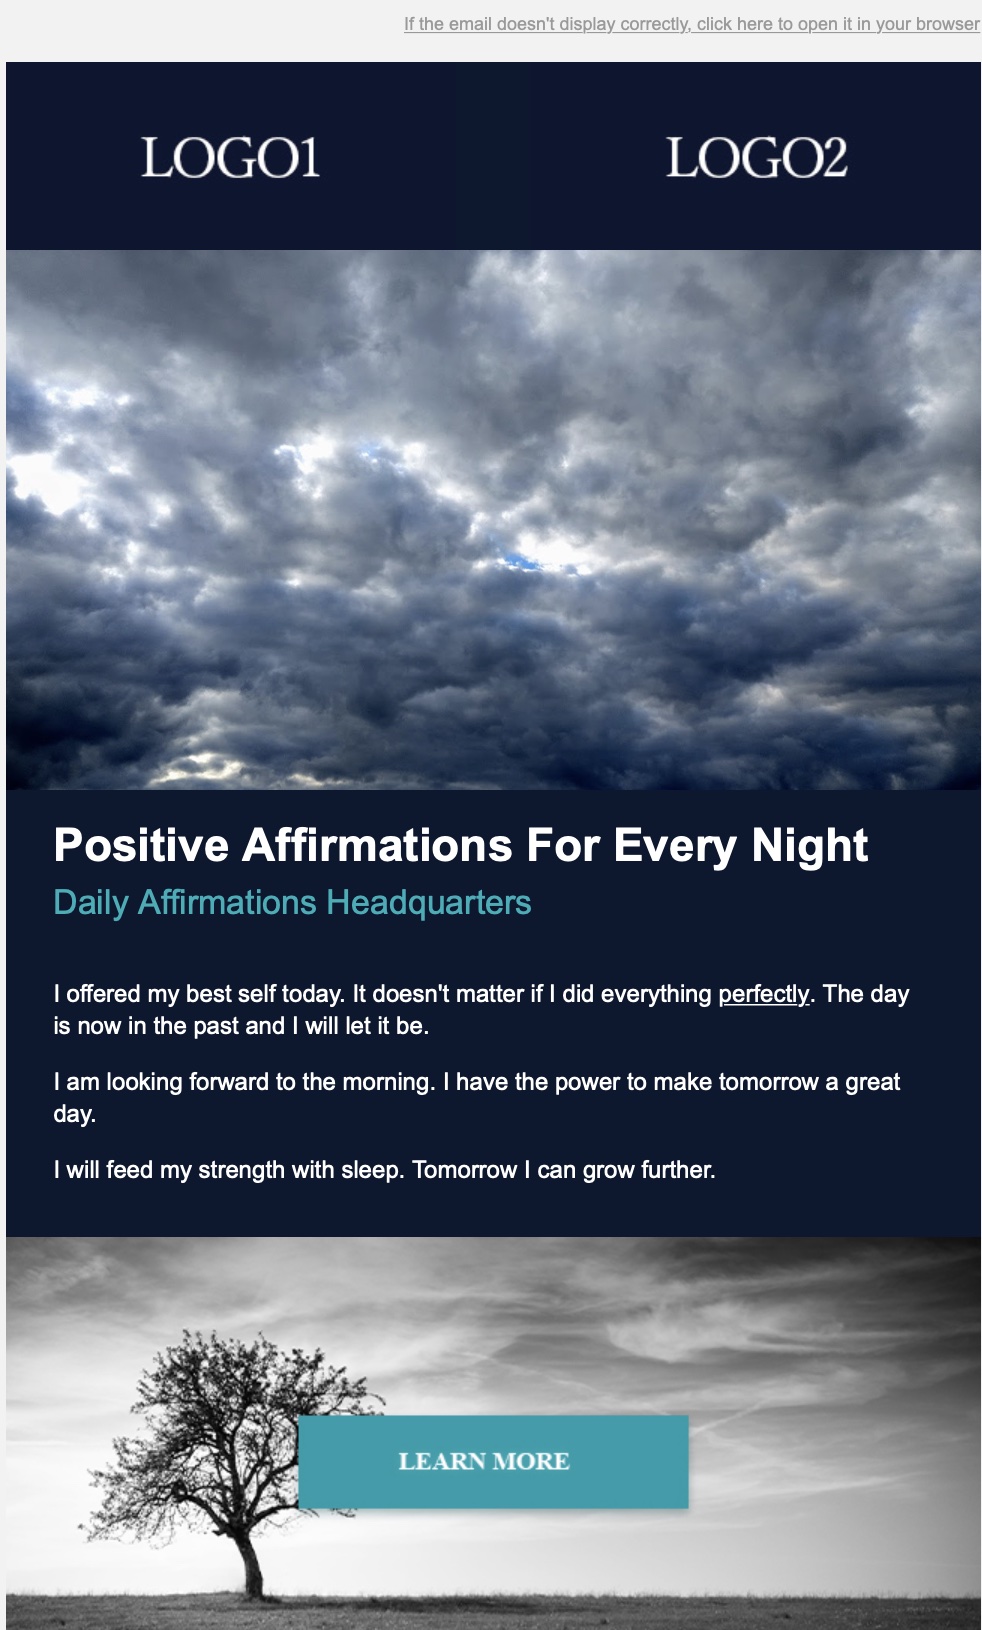 If the email doesn't display correctly, click here to open it in your browser
LOGO1
LOGO2
Positive Affirmations For Every Night
Daily Affirmations Headquarters
I offered my best self today. It doesn't matter if I did everything perfectly. The day
is now in the past and I will let it be.
I am looking forward to the morning. I have the power to make tomorrow a great
day.
I will feed my strength with sleep. Tomorrow I can grow further.
LEARN MORE